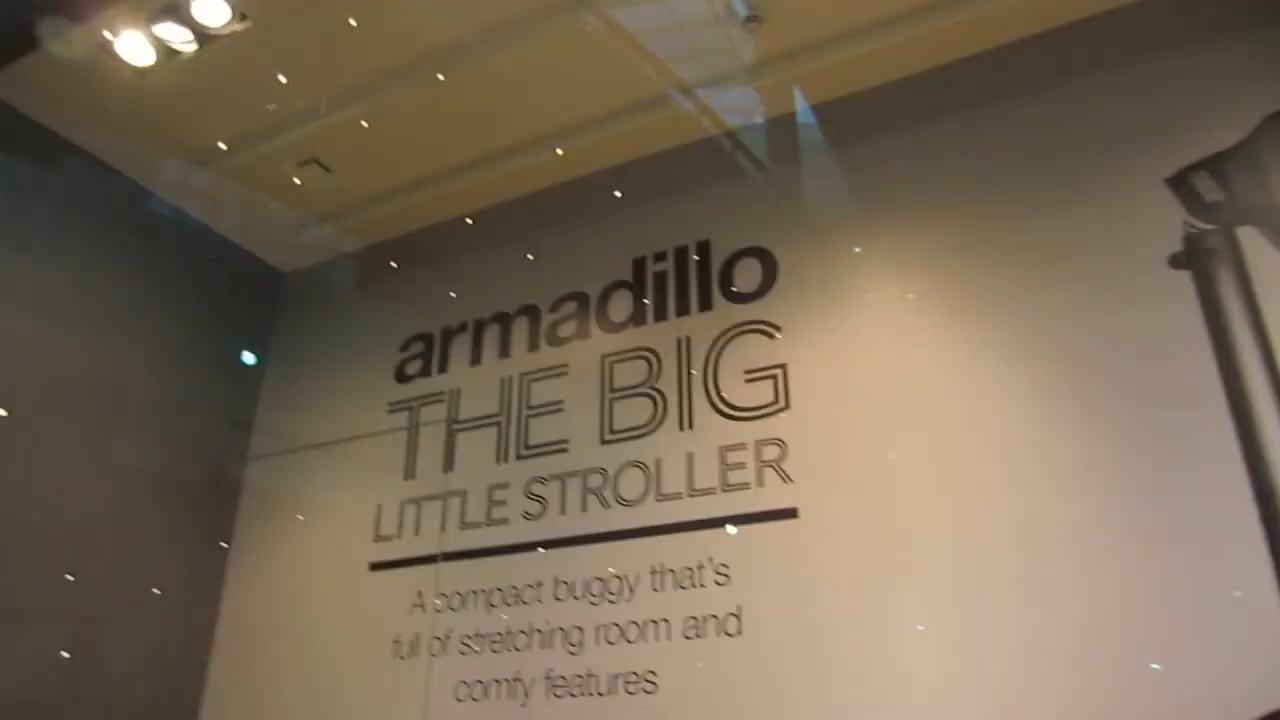 armadillo
THE BIG
LITTLE STROLLER
A compact buggy that's
full of stretching room and
comfy features